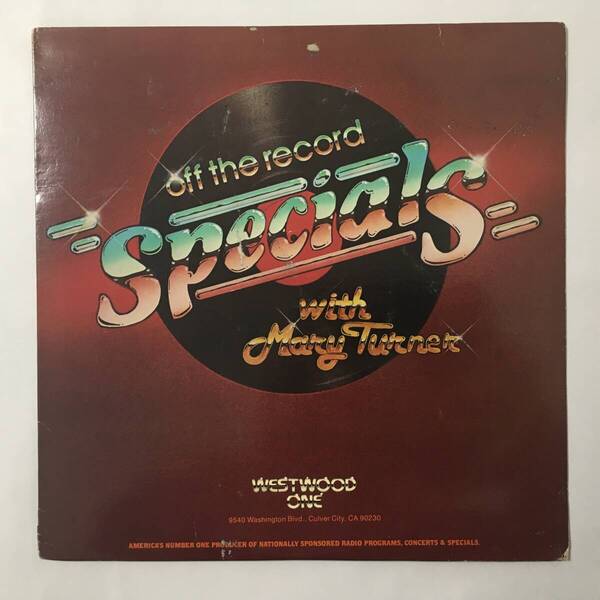 off the record
Specials
with
Mary Turner
WESTWOOD
ONE
9540 Washington Blvd., Culver City, CA 90230
AMERICA'S NUMBER ONE PRODUCER OF NATIONALLY SPONSORED RADIO PROGRAMS, CONCERTS & SPECIALS.